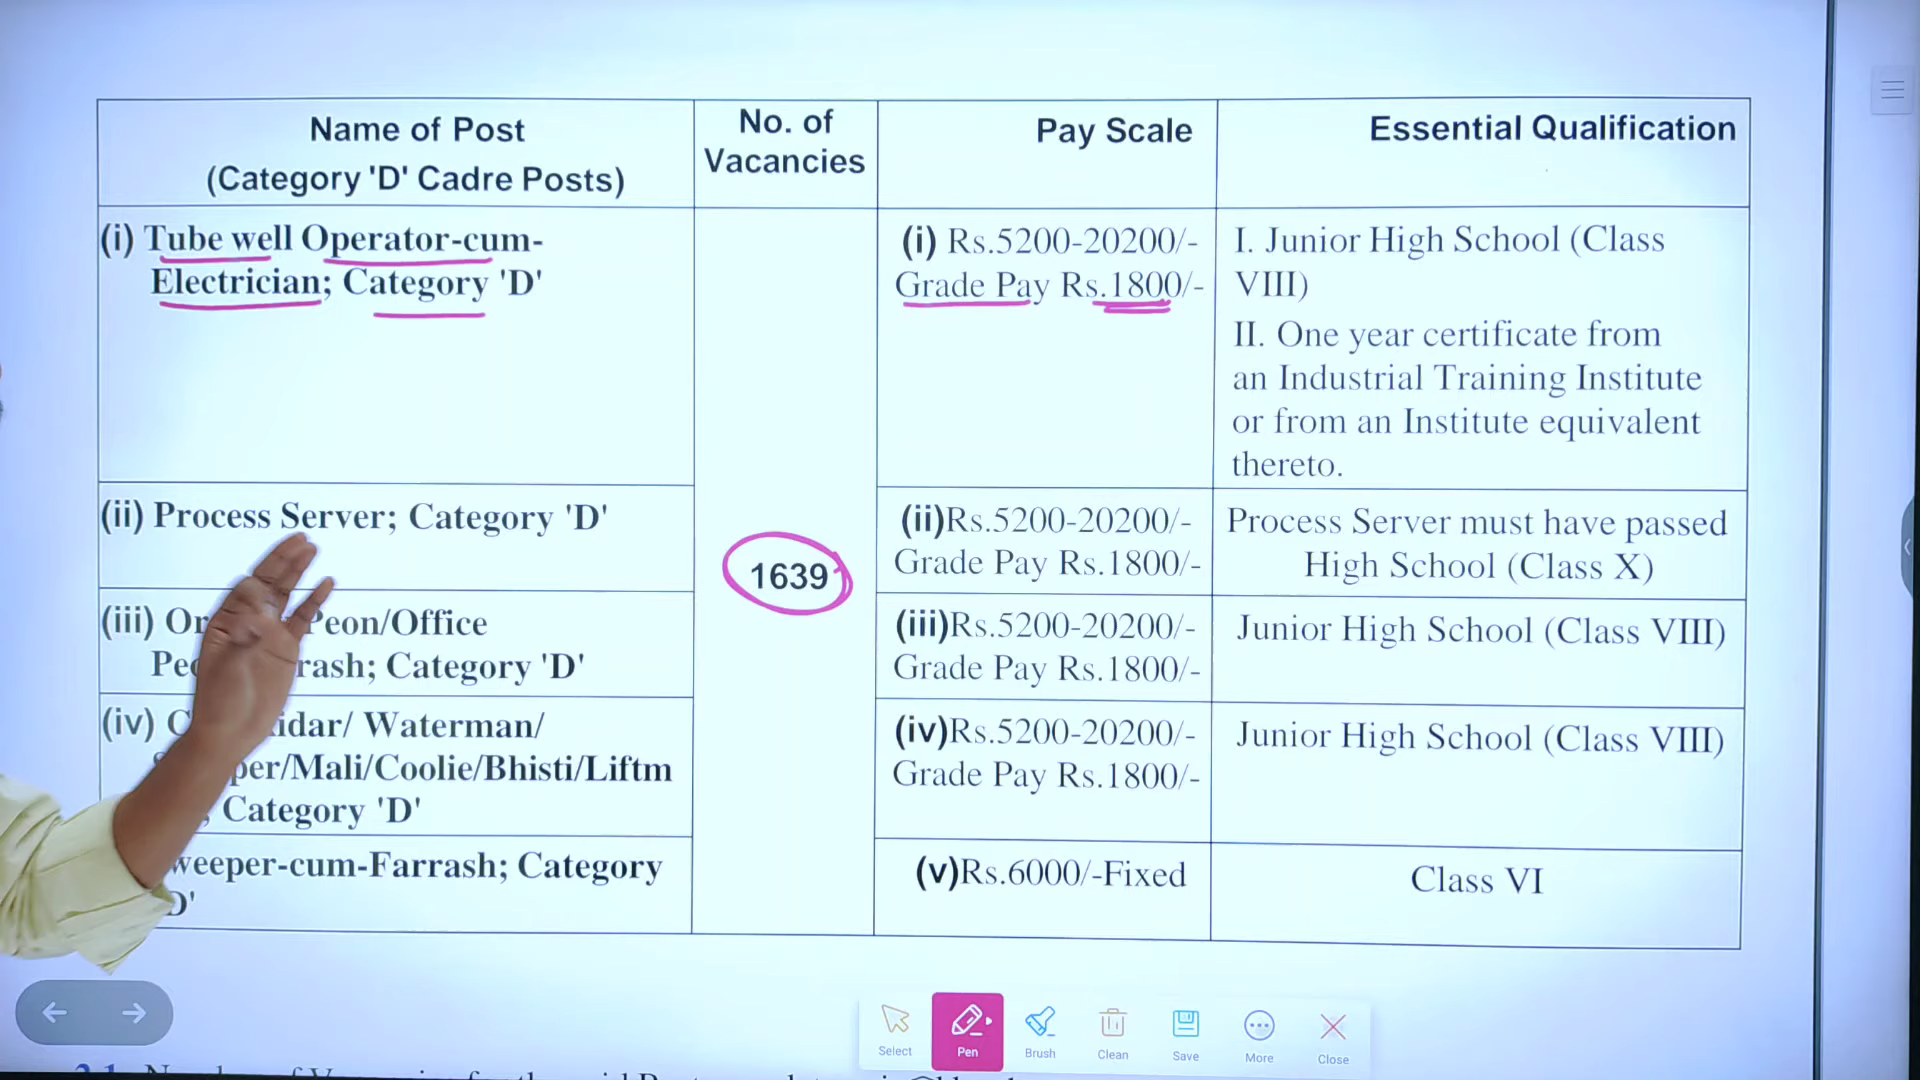 Name of Post
(Category 'D' Cadre Posts)
No. of
Vacancies
Pay Scale
Essential Qualification
(i) Tube well Operator-cum-
Electrician; Category 'D'
(i) Rs.5200-20200/-
Grade Pay Rs.1800/-
I. Junior High School (Class
VIII)
II. One year certificate from
an Industrial Training Institute
or from an Institute equivalent
thereto.
(ii) Process Server; Category 'D'
1639
(ii)Rs.5200-20200/-
Grade Pay Rs.1800/-
Process Server must have passed
High School (Class X)
(iii) Peon/Office
Category 'D'
(iii)Rs.5200-20200/-
Grade Pay Rs.1800/-
Junior High School (Class VIII)
(iv) Waterman/
/Mali/Coolie/Bhisti/Liftm
Category 'D'
(iv)Rs.5200-20200/-
Grade Pay Rs.1800/-
Junior High School (Class VIII)
weeper-cum-Farrash; Category
D'
(v)Rs.6000/-Fixed
Class VI
Select
Pen
Brush
Clean
Save
More
Close